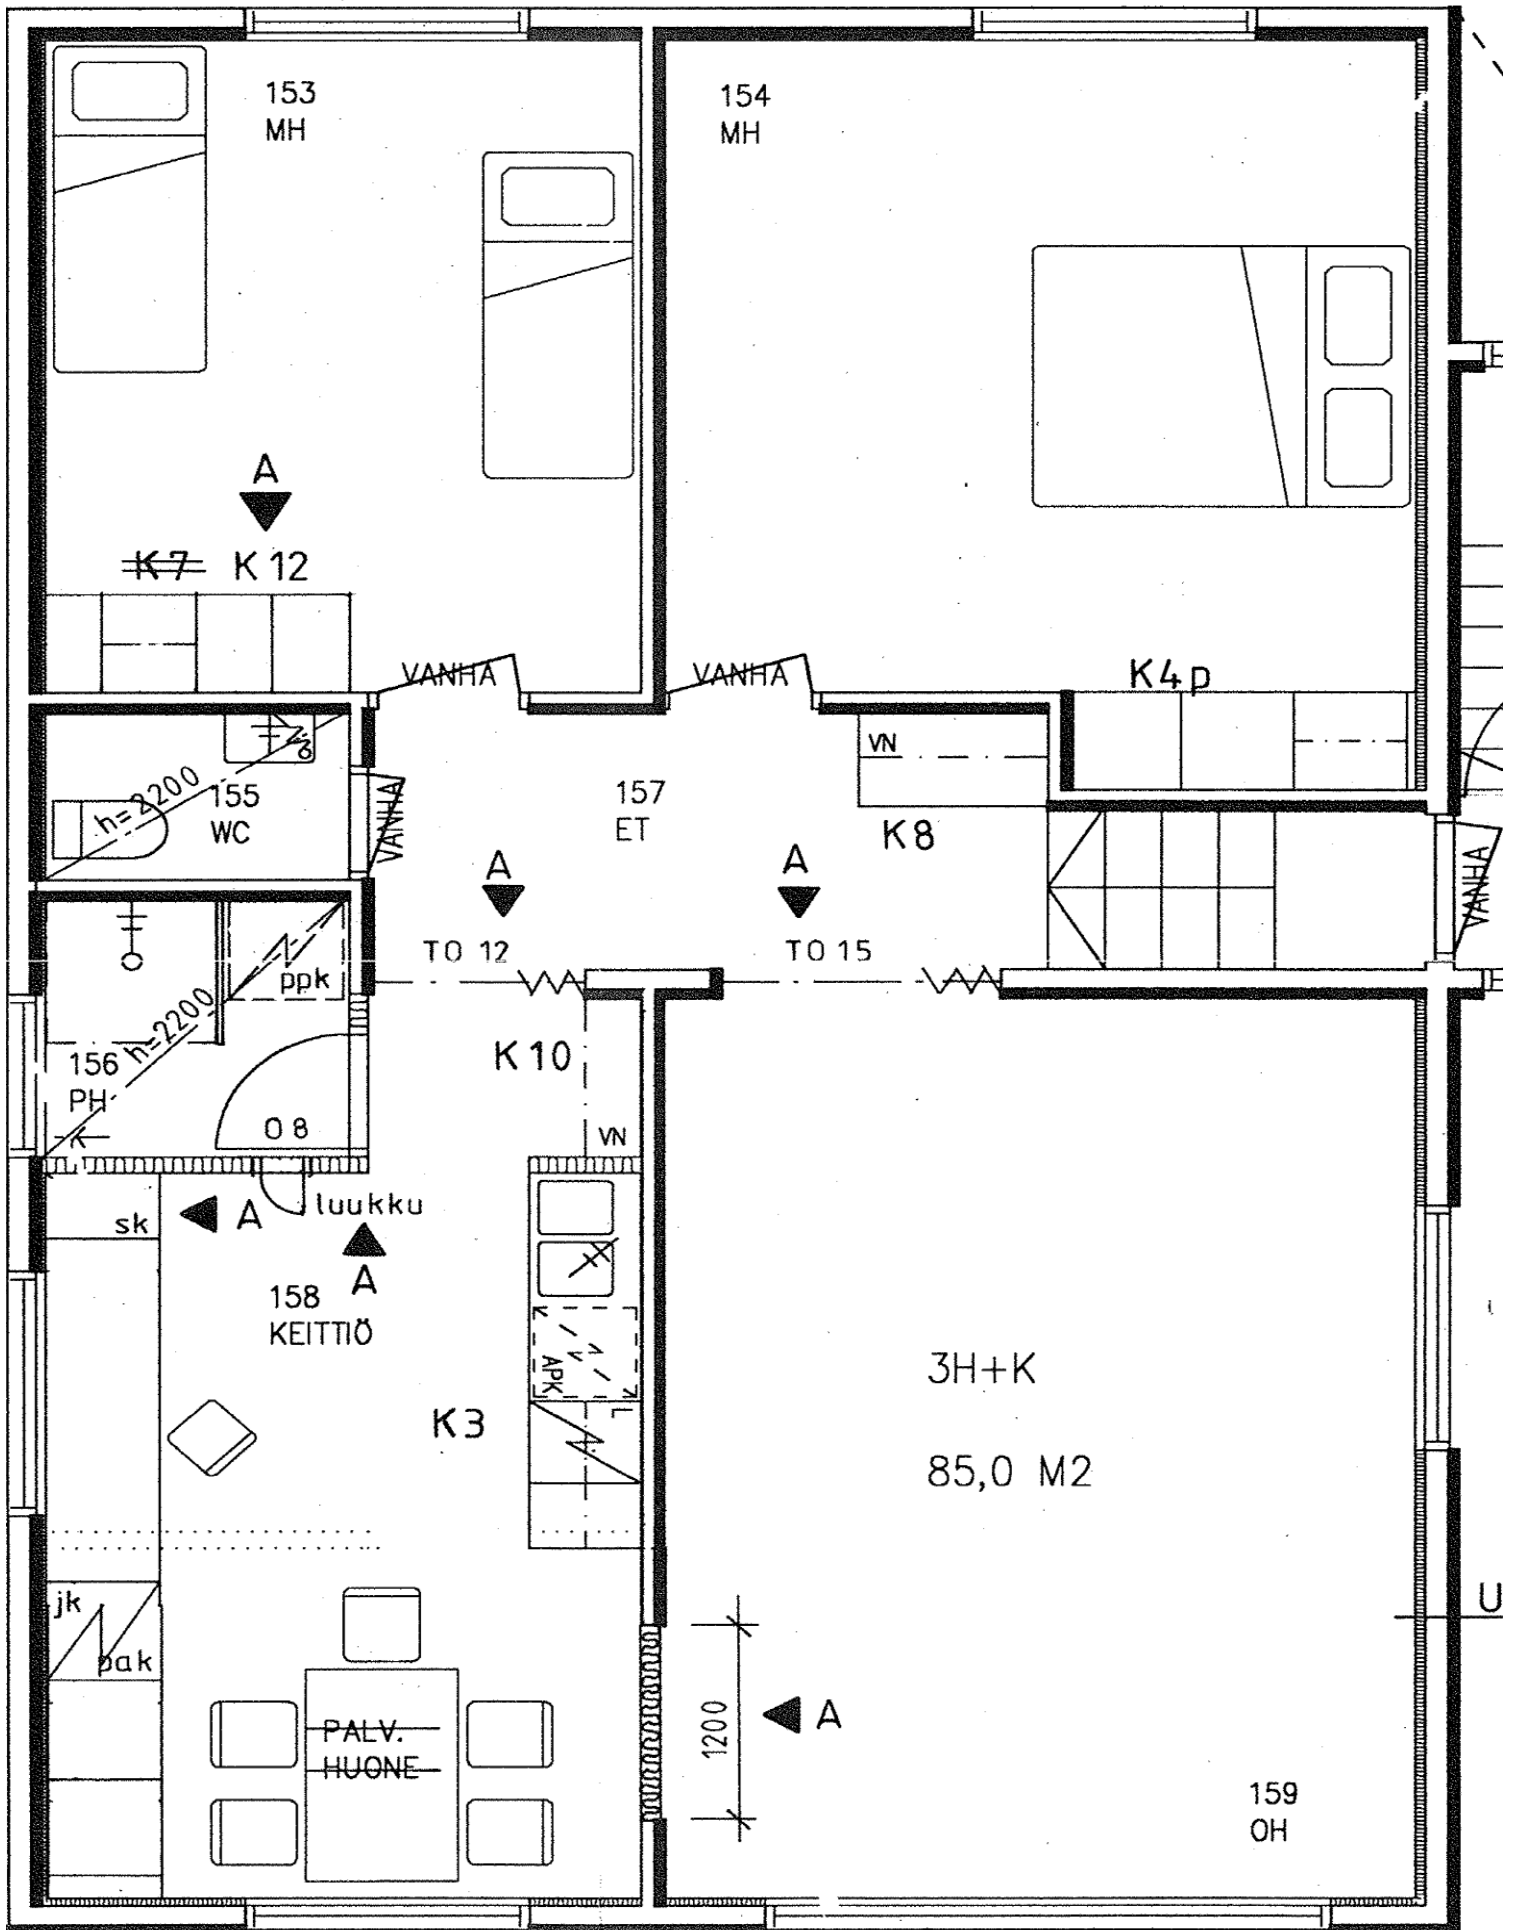 153
MH
154
MH
A
K7 K12
VANHA
VANHA
K4p
h=2200
155
WC
VANHA
157
ET
VN
K8
A
A
VANHA
TO 12
TO 15
ppk
h=2200
156
PH
O 8
K10
VN
sk
A
luukku
A
158
KEITTIÖ
APK
L
K3
3H+K
85,0 M2
jk
pak
U
PALV.
HUONE
1200
A
159
OH